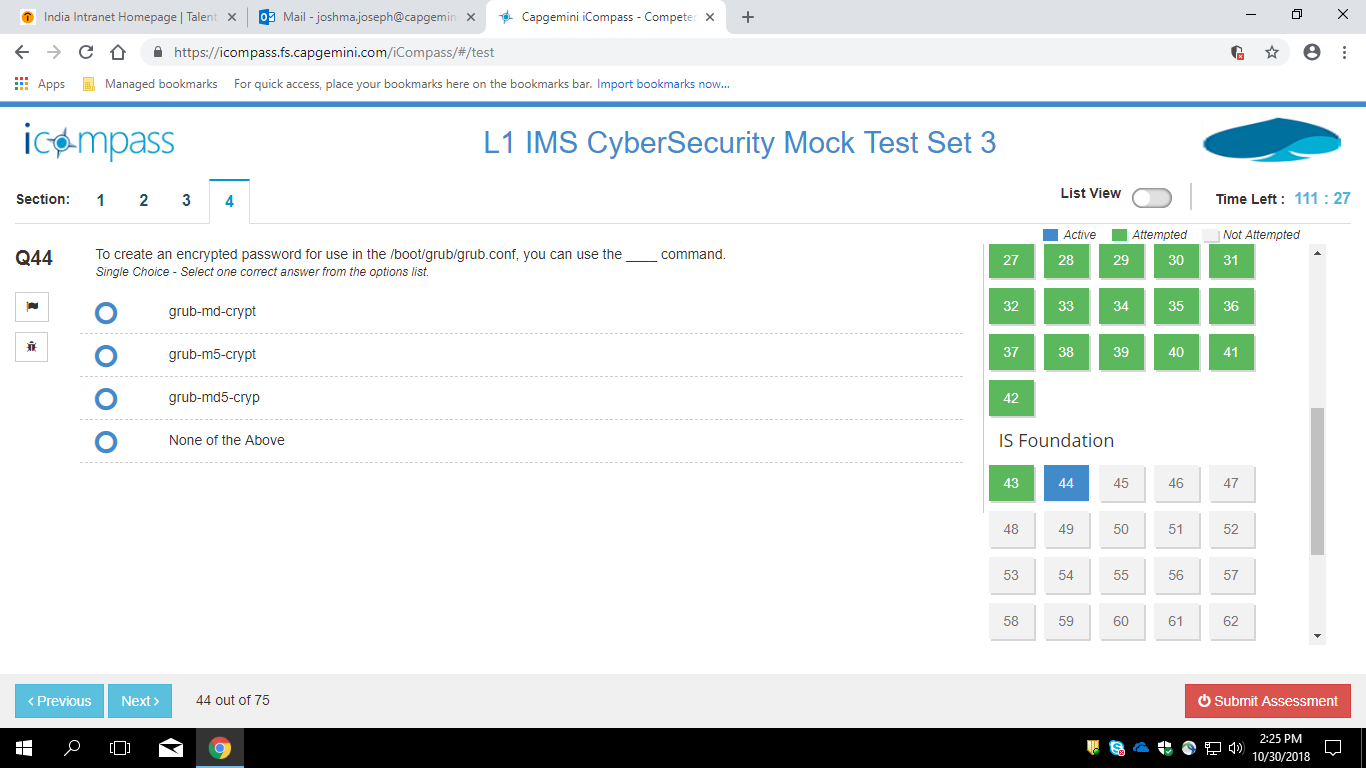 India Intranet Homepage | Talent
Mail - joshma.joseph@capgemin
Capgemini iCompass - Competen
https://icompass.fs.capgemini.com/iCompass/#/test
Apps
Managed bookmarks
For quick access, place your bookmarks here on the bookmarks bar. Import bookmarks now...
icompass
L1 IMS CyberSecurity Mock Test Set 3
Section: 1 2 3 4
List View
Time Left : 111 : 27
Active Attempted Not Attempted
Q44
To create an encrypted password for use in the /boot/grub/grub.conf, you can use the ____ command.
Single Choice - Select one correct answer from the options list.
grub-md-crypt
grub-m5-crypt
grub-md5-cryp
None of the Above
27 28 29 30 31
32 33 34 35 36
37 38 39 40 41
42
IS Foundation
43 44 45 46 47
48 49 50 51 52
53 54 55 56 57
58 59 60 61 62
‹ Previous
Next ›
44 out of 75
Submit Assessment
2:25 PM
10/30/2018